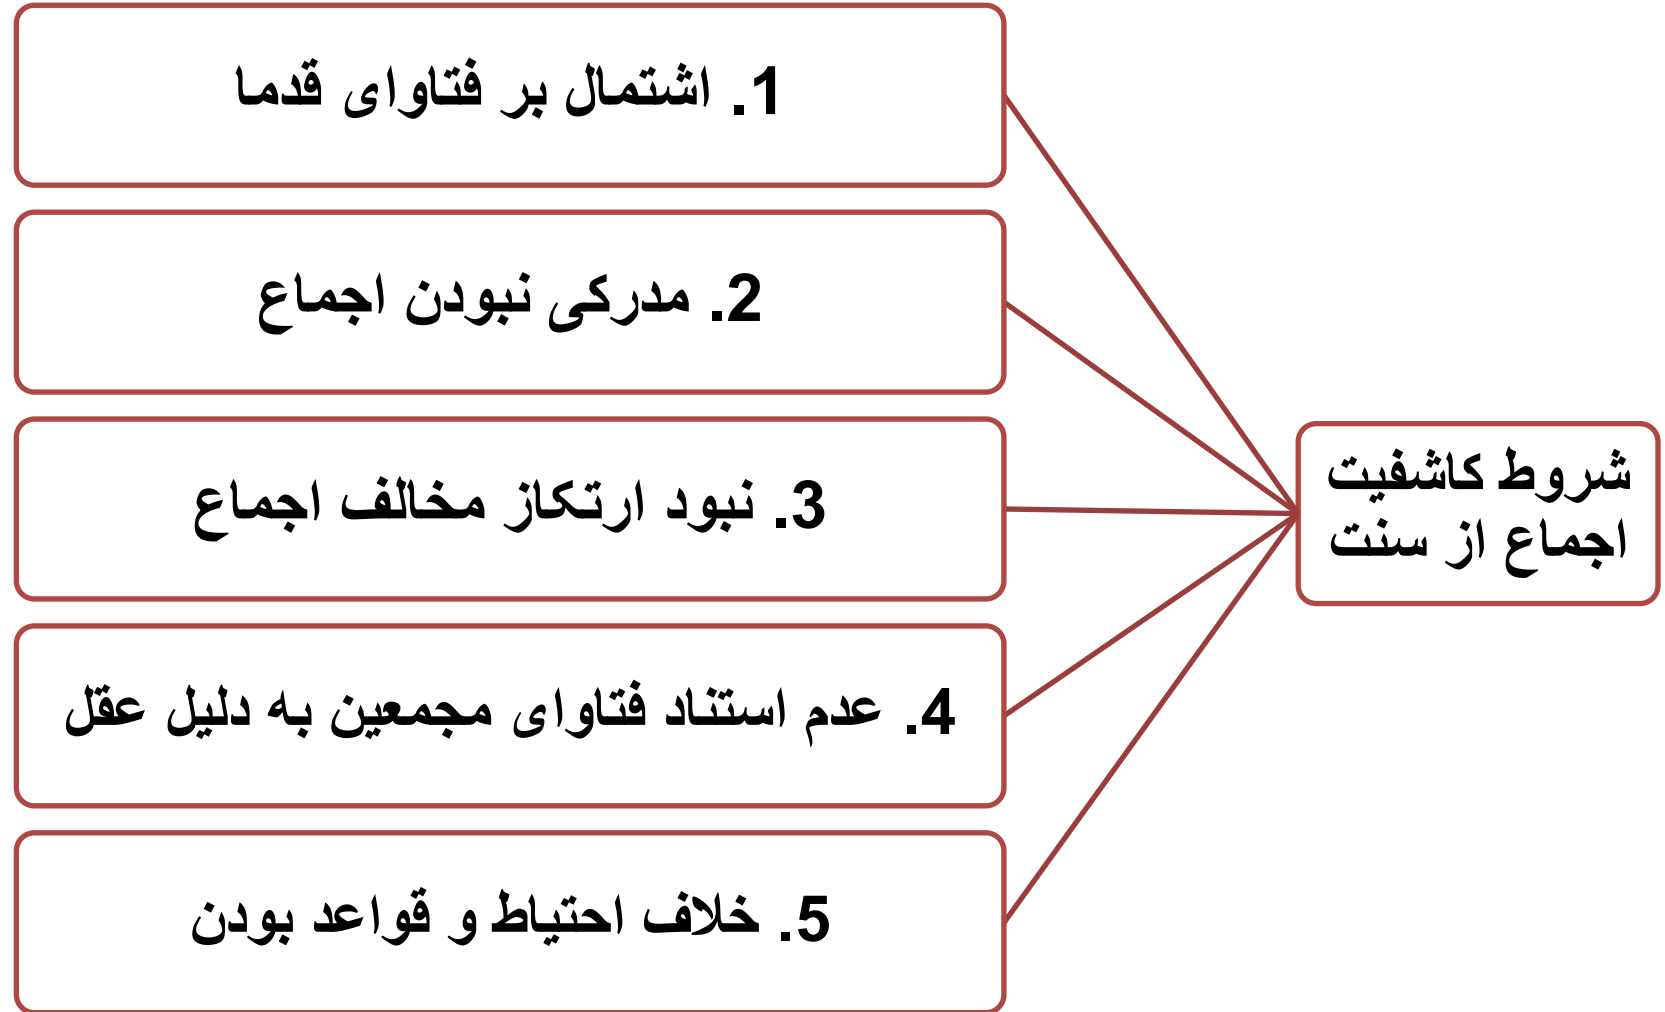 شروط کاشفیت
اجماع از سنت
1. اشتمال بر فتاوای قدما
2. مدرکی نبودن اجماع
3. نبود ارتکاز مخالف اجماع
4. عدم استناد فتاوای مجمعین به دلیل عقل
5. خلاف احتیاط و قواعد بودن